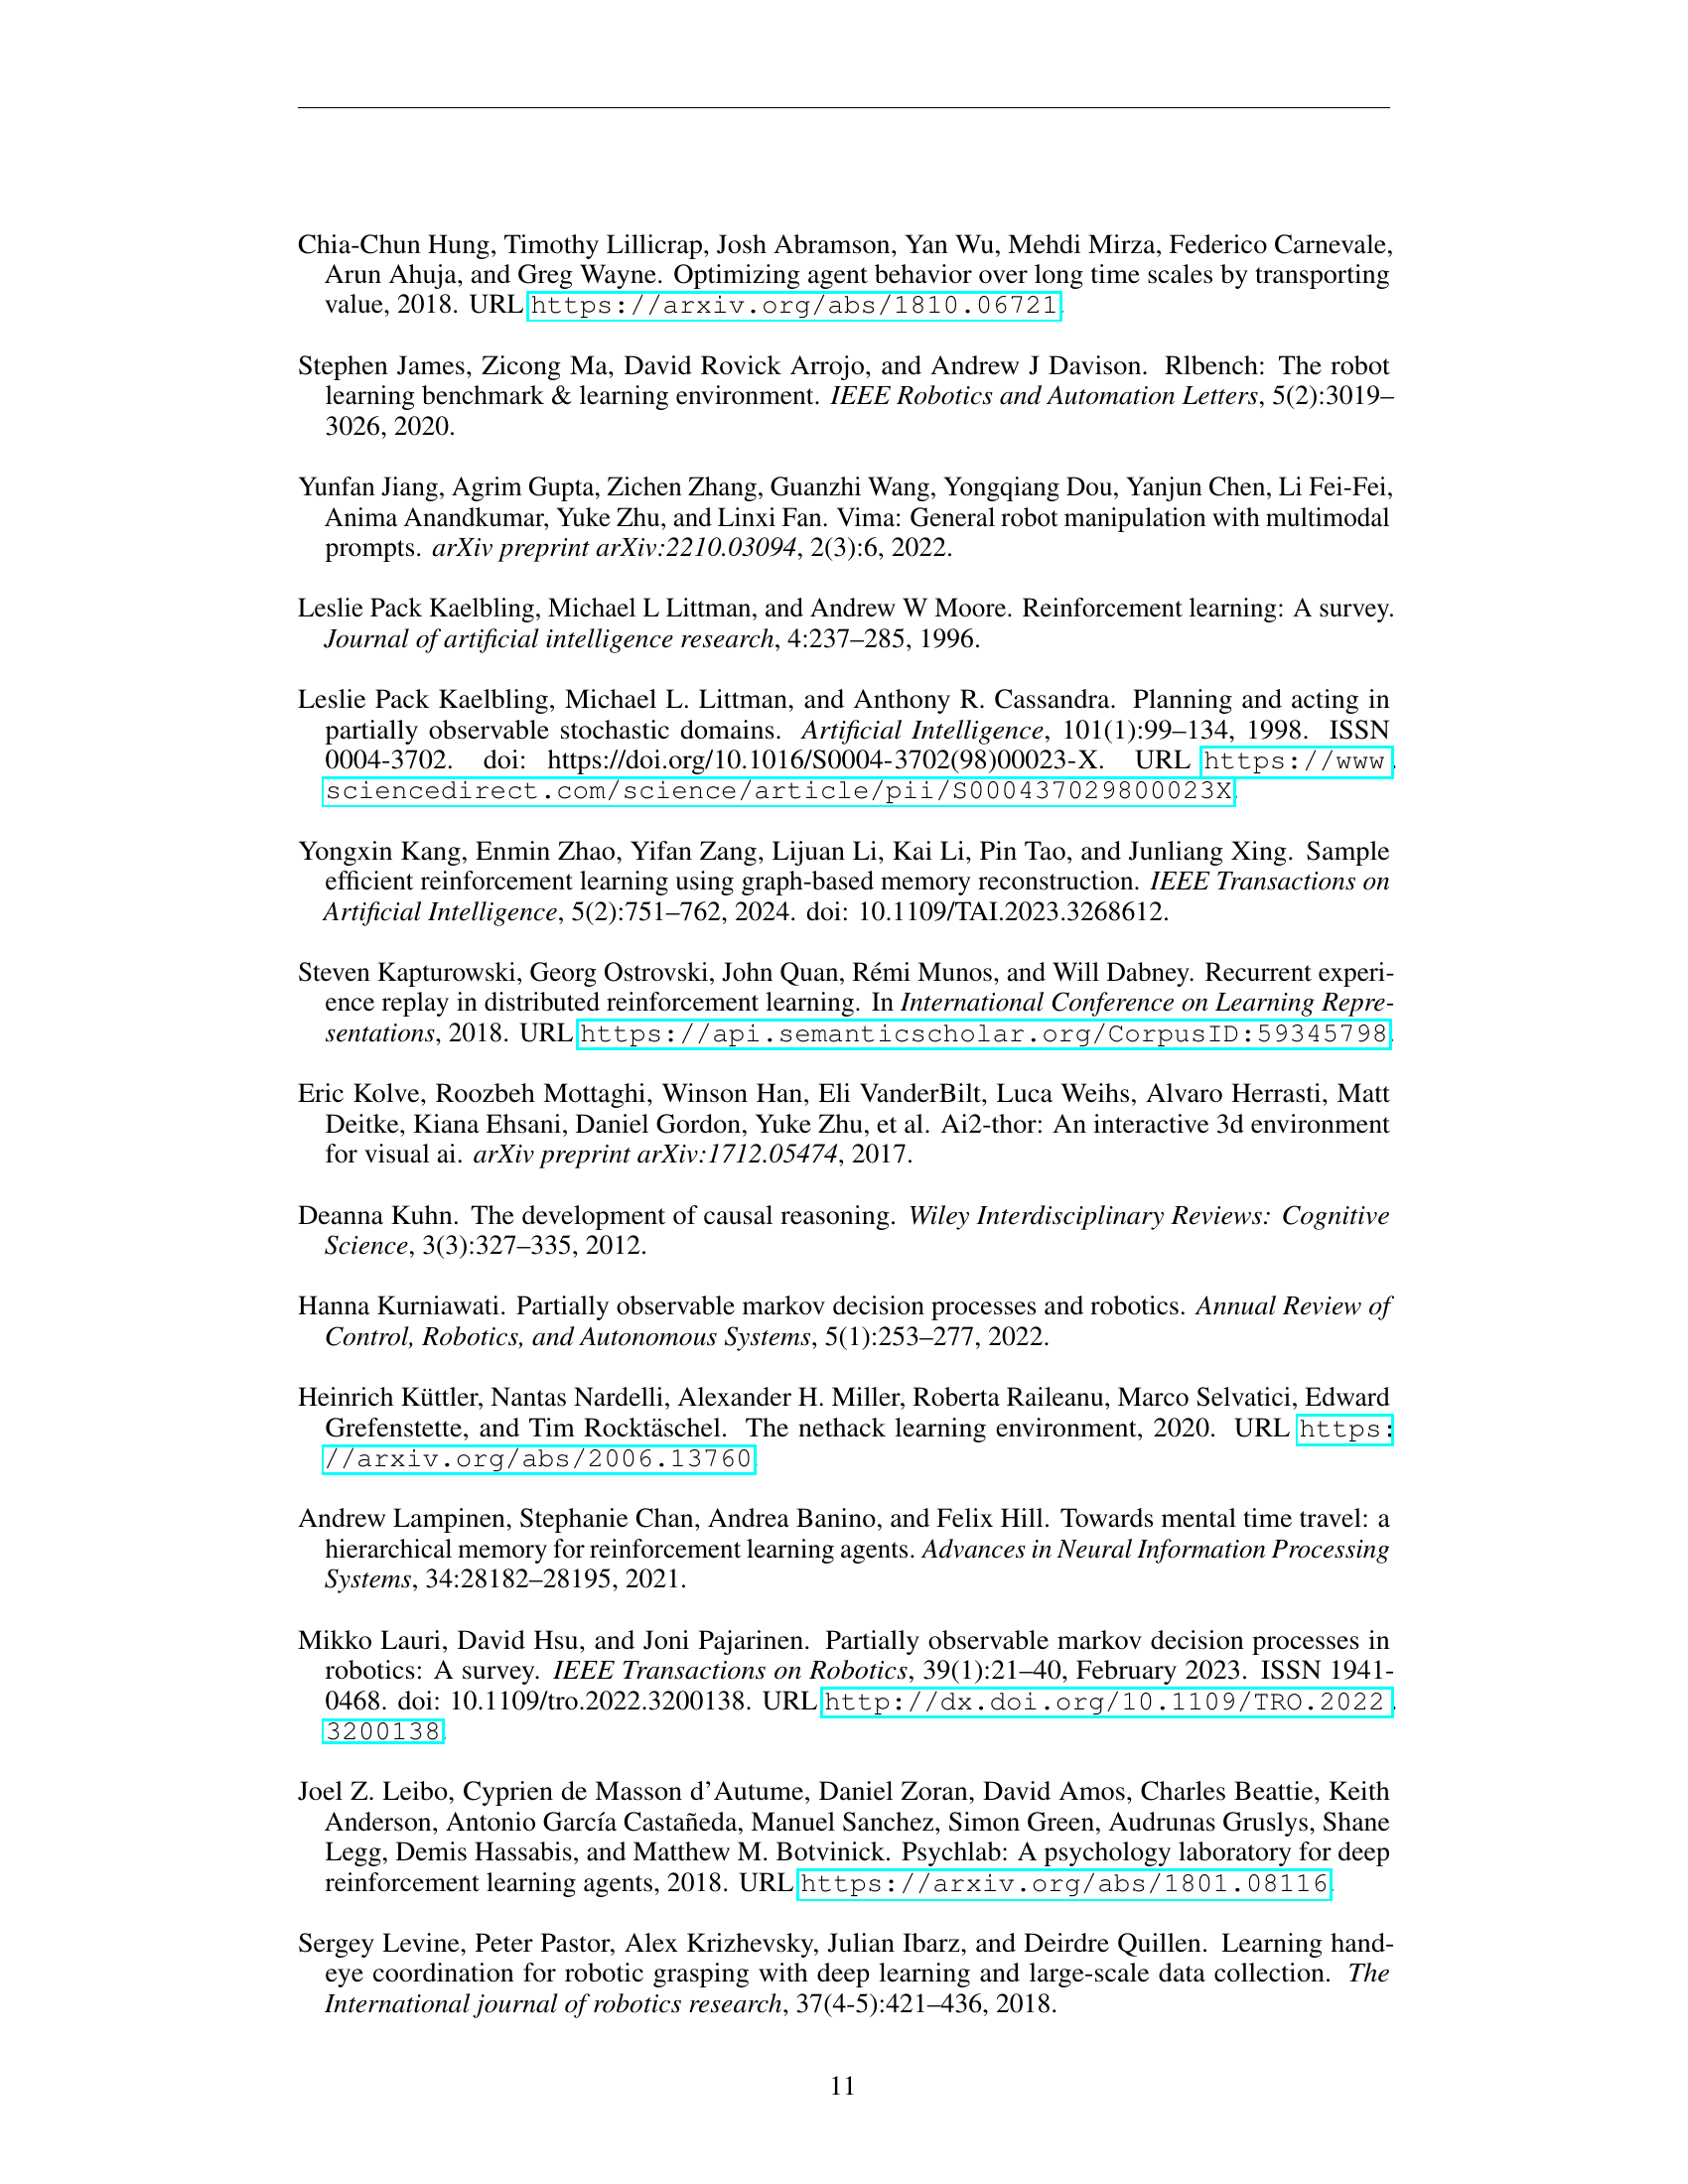 Chia-Chun Hung, Timothy Lillicrap, Josh Abramson, Yan Wu, Mehdi Mirza, Federico Carnevale,
Arun Ahuja, and Greg Wayne. Optimizing agent behavior over long time scales by transporting
value, 2018. URL https://arxiv.org/abs/1810.06721.
Stephen James, Zicong Ma, David Rovick Arrojo, and Andrew J Davison. Rlbench: The robot
learning benchmark & learning environment. IEEE Robotics and Automation Letters, 5(2):3019–
3026, 2020.
Yunfan Jiang, Agrim Gupta, Zichen Zhang, Guanzhi Wang, Yongqiang Dou, Yanjun Chen, Li Fei-Fei,
Anima Anandkumar, Yuke Zhu, and Linxi Fan. Vima: General robot manipulation with multimodal
prompts. arXiv preprint arXiv:2210.03094, 2(3):6, 2022.
Leslie Pack Kaelbling, Michael L Littman, and Andrew W Moore. Reinforcement learning: A survey.
Journal of artificial intelligence research, 4:237–285, 1996.
Leslie Pack Kaelbling, Michael L. Littman, and Anthony R. Cassandra. Planning and acting in
partially observable stochastic domains. Artificial Intelligence, 101(1):99–134, 1998. ISSN
0004-3702. doi: https://doi.org/10.1016/S0004-3702(98)00023-X. URL https://www.
sciencedirect.com/science/article/pii/S000437029800023X.
Yongxin Kang, Enmin Zhao, Yifan Zang, Lijuan Li, Kai Li, Pin Tao, and Junliang Xing. Sample
efficient reinforcement learning using graph-based memory reconstruction. IEEE Transactions on
Artificial Intelligence, 5(2):751–762, 2024. doi: 10.1109/TAI.2023.3268612.
Steven Kapturowski, Georg Ostrovski, John Quan, Rémi Munos, and Will Dabney. Recurrent experi-
ence replay in distributed reinforcement learning. In International Conference on Learning Repre-
sentations, 2018. URL https://api.semanticscholar.org/CorpusID:59345798.
Eric Kolve, Roozbeh Mottaghi, Winson Han, Eli VanderBilt, Luca Weihs, Alvaro Herrasti, Matt
Deitke, Kiana Ehsani, Daniel Gordon, Yuke Zhu, et al. Ai2-thor: An interactive 3d environment
for visual ai. arXiv preprint arXiv:1712.05474, 2017.
Deanna Kuhn. The development of causal reasoning. Wiley Interdisciplinary Reviews: Cognitive
Science, 3(3):327–335, 2012.
Hanna Kurniawati. Partially observable markov decision processes and robotics. Annual Review of
Control, Robotics, and Autonomous Systems, 5(1):253–277, 2022.
Heinrich Küttler, Nantas Nardelli, Alexander H. Miller, Roberta Raileanu, Marco Selvatici, Edward
Grefenstette, and Tim Rocktäschel. The nethack learning environment, 2020. URL https:
//arxiv.org/abs/2006.13760.
Andrew Lampinen, Stephanie Chan, Andrea Banino, and Felix Hill. Towards mental time travel: a
hierarchical memory for reinforcement learning agents. Advances in Neural Information Processing
Systems, 34:28182–28195, 2021.
Mikko Lauri, David Hsu, and Joni Pajarinen. Partially observable markov decision processes in
robotics: A survey. IEEE Transactions on Robotics, 39(1):21–40, February 2023. ISSN 1941-
0468. doi: 10.1109/tro.2022.3200138. URL http://dx.doi.org/10.1109/TRO.2022.
3200138.
Joel Z. Leibo, Cyprien de Masson d'Autume, Daniel Zoran, David Amos, Charles Beattie, Keith
Anderson, Antonio García Castañeda, Manuel Sanchez, Simon Green, Audrunas Gruslys, Shane
Legg, Demis Hassabis, and Matthew M. Botvinick. Psychlab: A psychology laboratory for deep
reinforcement learning agents, 2018. URL https://arxiv.org/abs/1801.08116.
Sergey Levine, Peter Pastor, Alex Krizhevsky, Julian Ibarz, and Deirdre Quillen. Learning hand-
eye coordination for robotic grasping with deep learning and large-scale data collection. The
International journal of robotics research, 37(4-5):421–436, 2018.
11